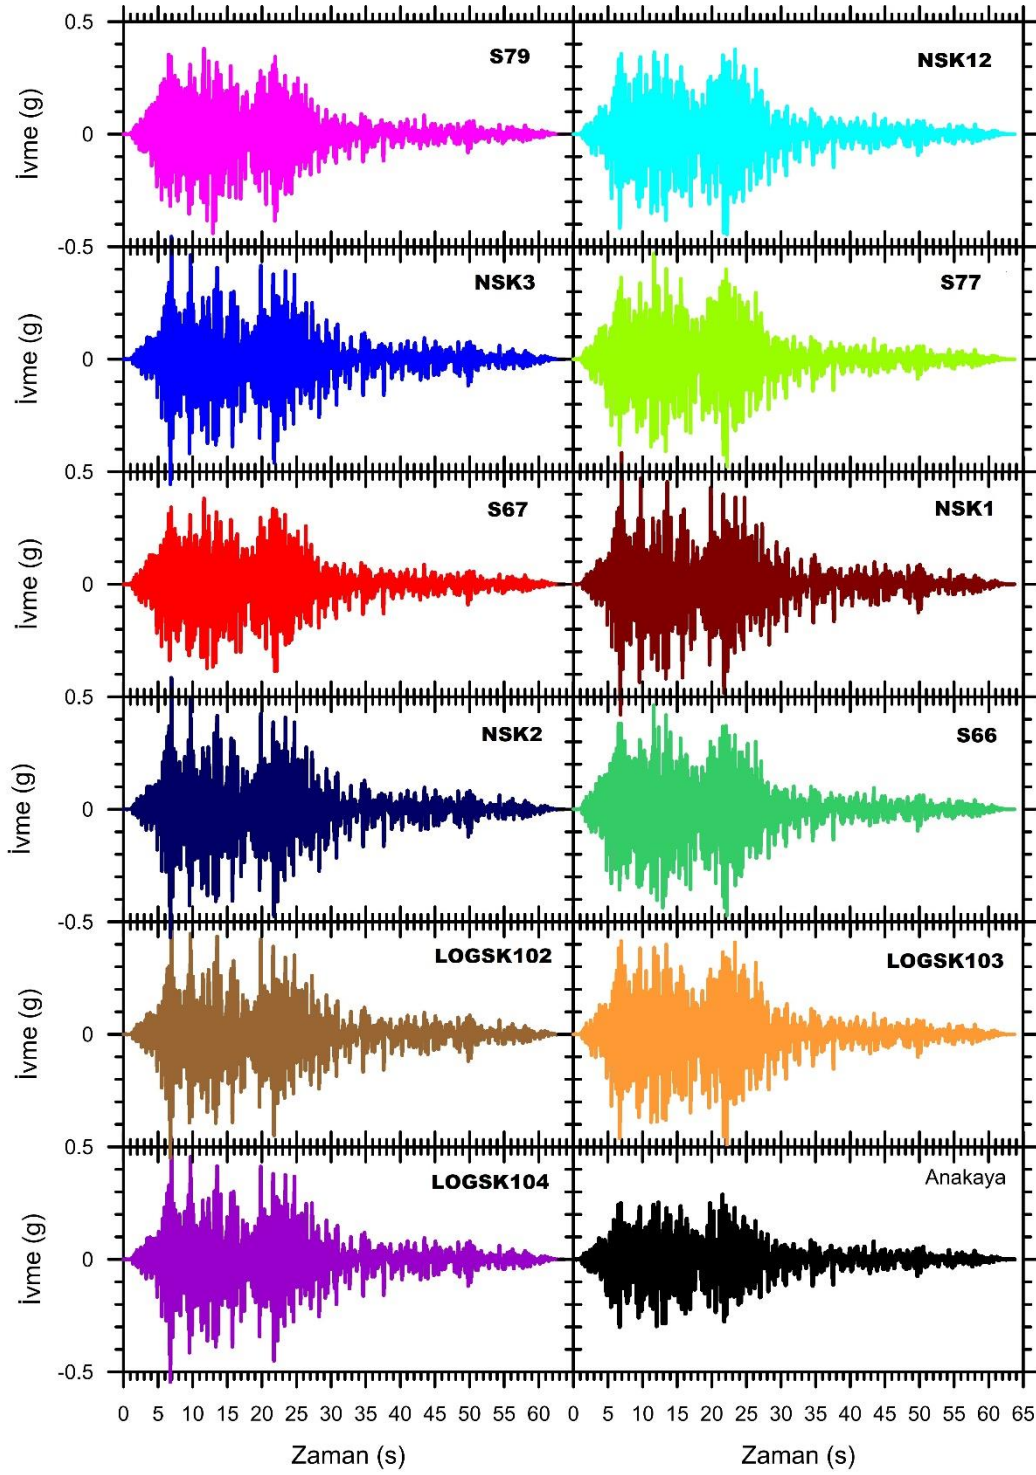 0.5
S79
NSK12
İvme (g)
0
-0.5
NSK3
S77
İvme (g)
0
0.5
S67
NSK1
İvme (g)
0
0.5
NSK2
S66
İvme (g)
0
-0.5
LOGSK102
LOGSK103
İvme (g)
0
0.5
LOGSK104
Anakaya
İvme (g)
0
-0.5
0 5 10 15 20 25 30 35 40 45 50 55 60 0 5 10 15 20 25 30 35 40 45 50 55 60 65
Zaman (s) Zaman (s)